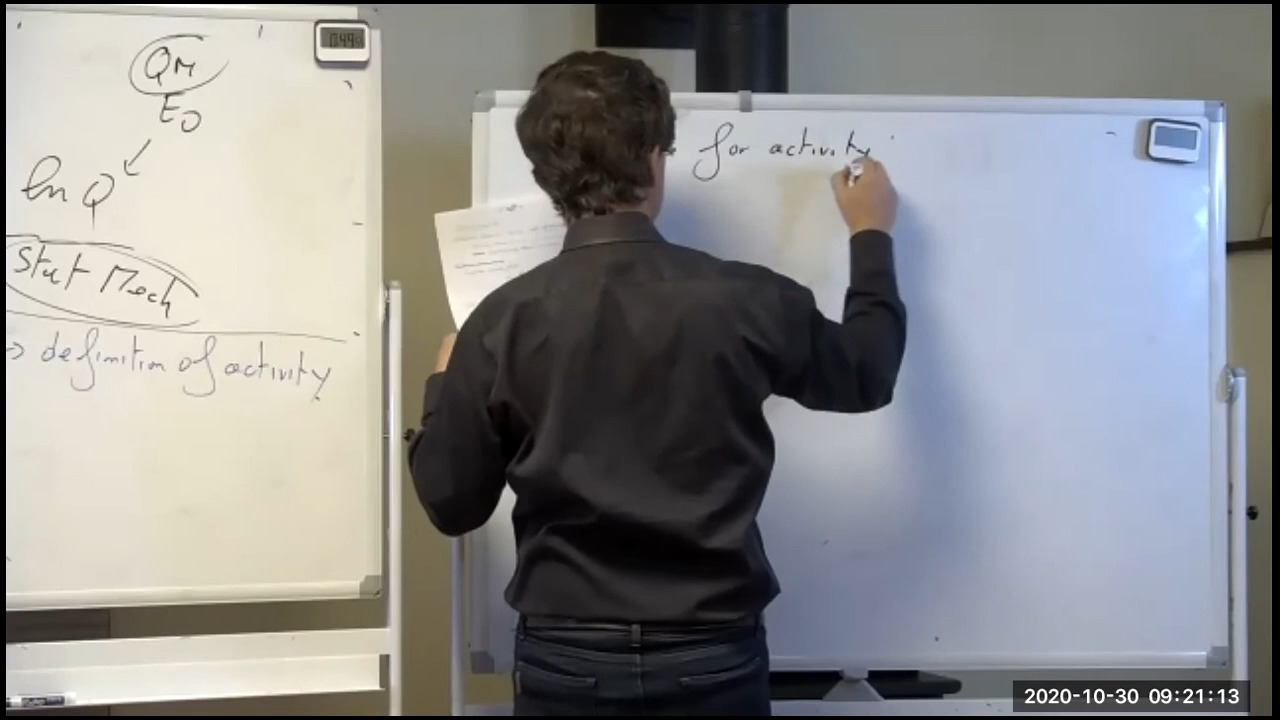 QM
E0
ln Q
Stat Mech
→ definition of activity
for activity
2020-10-30 09:21:13